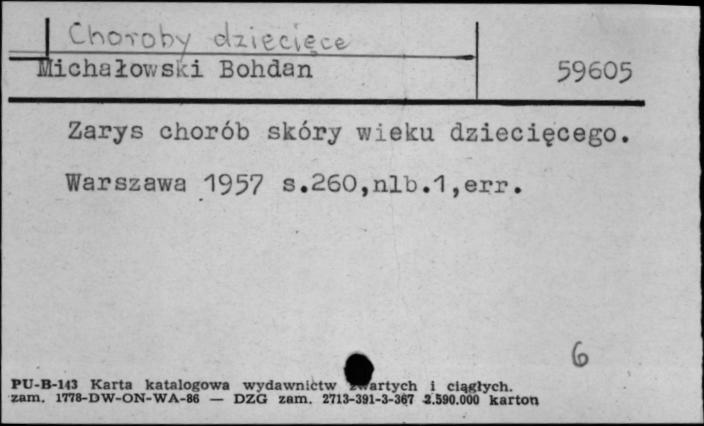 Choroby dziecięce
Michałowski Bohdan 59605
Zarys chorób skóry wieku dziecięcego.
Warszawa 1957 s.260,nlb.1,err.
6
PU-B-143 Karta katalogowa wydawnictw zwartych i ciągłych.
zam. 1778-DW-ON-WA-86 — DZG zam. 2713-391-3-367 2.590.000 karton